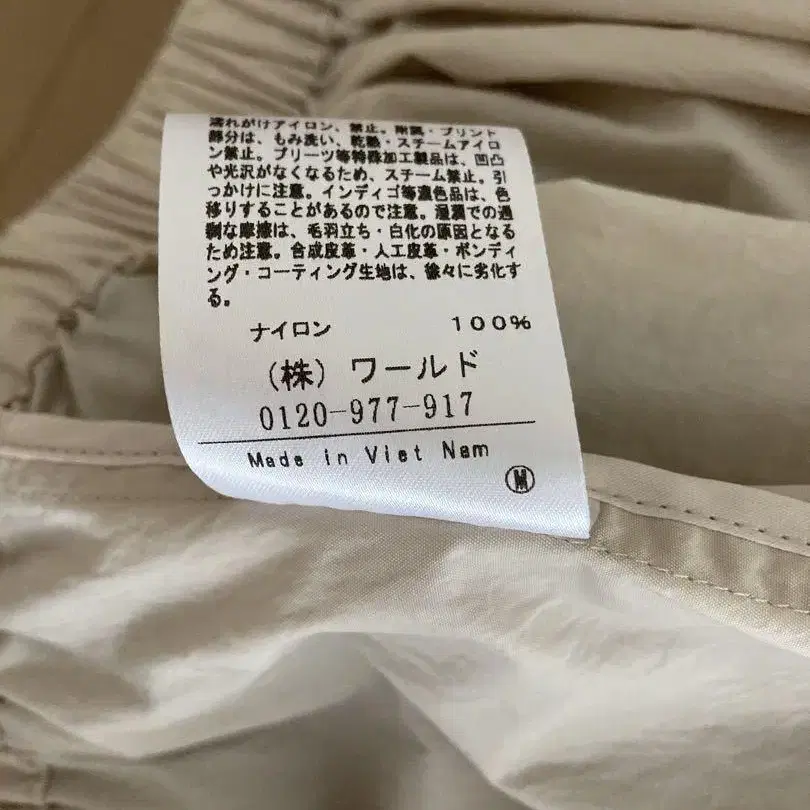 濡れがけアイロン、禁止。附属・プリント
部分は、もみ洗い、乾熱・スチームアイロ
ン禁止。プリーツ等特殊加工製品は、凹凸
や光沢がなくなるため、スチーム禁止。引
っかけに注意。インディゴ等濃色品は、色
移りすることがあるので注意。湿潤での過
剰な摩擦は、毛羽立ち・白化の原因となる
ため注意。合成皮革・人工皮革・ボンディ
ング・コーティング生地は、徐々に劣化す
る。
ナイロン 100%
(株)ワールド
0120-977-917
Made in Viet Nam
M